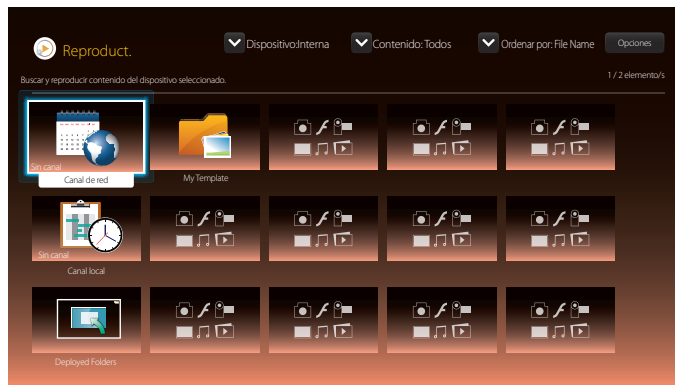 Reproduct.
Dispositivo:Interna
Contenido: Todos
Ordenar por: File Name
Opciones
Buscar y reproducir contenido del dispositivo seleccionado.
1 / 2 elemento/s
Sin canal
Canal de red
My Template
Sin canal
Canal local
Deployed Folders